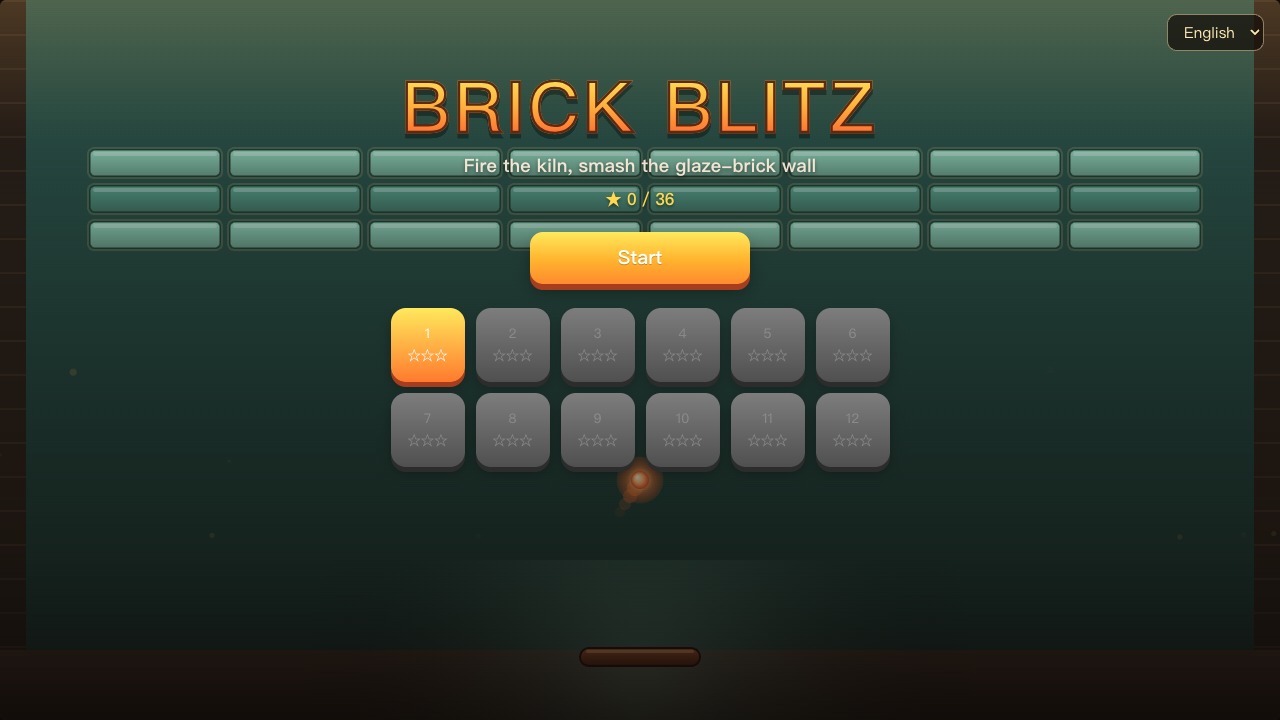 English
BRICK BLITZ
Fire the kiln, smash the glaze-brick wall
★ 0 / 36
Start
1 2 3 4 5 6
☆☆☆ ☆☆☆ ☆☆☆ ☆☆☆ ☆☆☆ ☆☆☆
7 8 9 10 11 12
☆☆☆ ☆☆☆ ☆☆☆ ☆☆☆ ☆☆☆ ☆☆☆